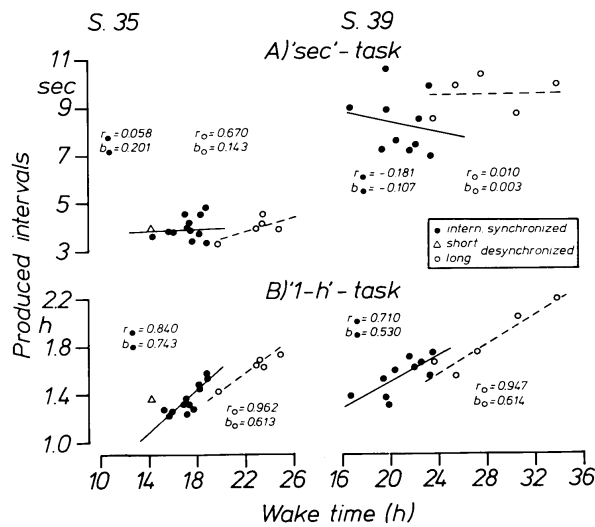 S. 35
S. 39
A)'sec'- task
11
sec
9
7
5
3
r● = 0.058
b● = 0.201
r○ = 0.670
b○ = 0.143
r● = -0.181
b● = -0.107
r○ = 0.010
b○ = 0.003
● intern. synchronized
△ short
○ long
desynchronized
Produced intervals
B)'1-h'- task
2.2
h
1.8
1.4
1.0
r● = 0.840
b● = 0.743
r○ = 0.962
b○ = 0.613
r● = 0.710
b● = 0.530
r○ = 0.947
b○ = 0.614
10 14 18 22 26
16 20 24 28 32 36
Wake time (h)